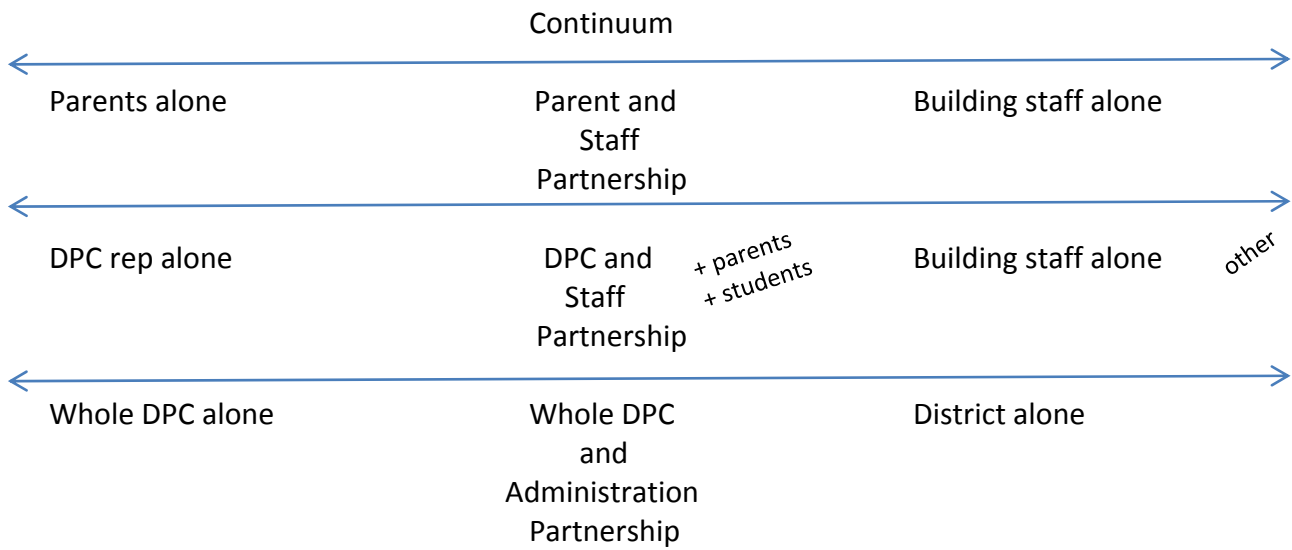 Continuum
Parents alone
Parent and
Staff
Partnership
Building staff alone
DPC rep alone
DPC and
Staff
Partnership
+ parents
+ students
Building staff alone
other
Whole DPC alone
Whole DPC
and
Administration
Partnership
District alone